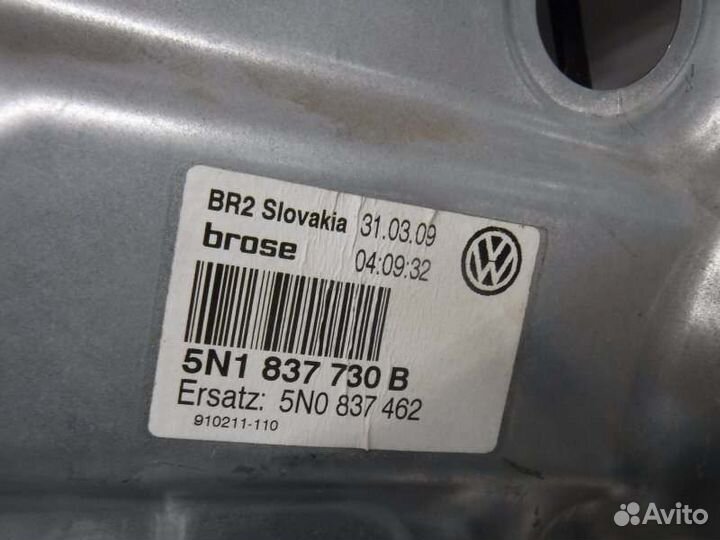 BR2 Slovakia 31.03.09
brose 04:09:32
VW
5N1 837 730 B
Ersatz: 5N0 837 462
910211-110
Avito